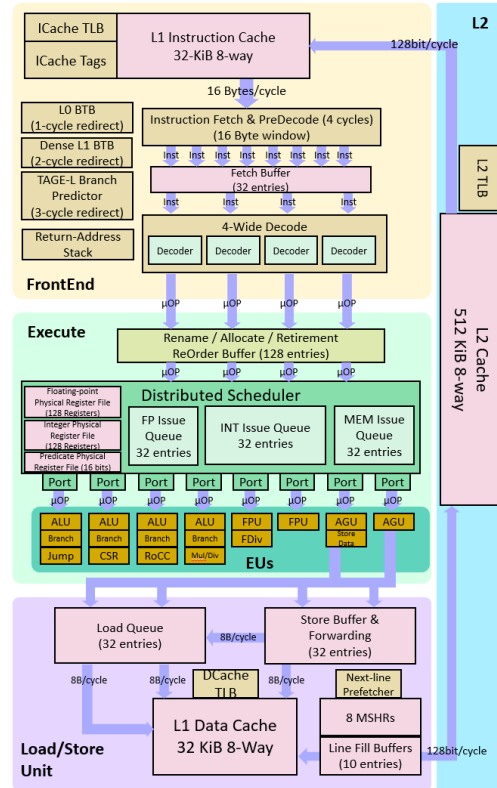 ICache TLB
ICache Tags
L1 Instruction Cache
32-KiB 8-way
L2
128bit/cycle
16 Bytes/cycle
L0 BTB
(1-cycle redirect)
Dense L1 BTB
(2-cycle redirect)
TAGE-L Branch
Predictor
(3-cycle redirect)
Return-Address
Stack
Instruction Fetch & PreDecode (4 cycles)
(16 Byte window)
Inst Inst Inst Inst Inst Inst Inst Inst
Fetch Buffer
(32 entries)
Inst Inst Inst Inst
4-Wide Decode
Decoder Decoder Decoder Decoder
FrontEnd
L2 TLB
L2 Cache
512 KiB 8-way
μOP μOP μOP μOP
Execute
Rename / Allocate / Retirement
ReOrder Buffer (128 entries)
μOP μOP μOP μOP
Distributed Scheduler
Floating-point
Physical Register File
(128 Registers)
Integer Physical
Register File
(128 Registers)
Predicate Physical
Register File (16 bits)
FP Issue
Queue
32 entries
INT Issue Queue
32 entries
MEM Issue
Queue
32 entries
Port Port Port Port Port Port Port Port
μOP μOP μOP μOP μOP μOP μOP μOP
ALU ALU ALU ALU FPU FPU AGU AGU
Branch Branch Branch Branch FDiv Store
Data
Jump CSR RoCC Mul/Div
EUs
Load Queue
(32 entries)
8B/cycle
Store Buffer &
Forwarding
(32 entries)
8B/cycle 8B/cycle 8B/cycle
DCache
TLB
Next-line
Prefetcher
L1 Data Cache
32 KiB 8-Way
8 MSHRs
Line Fill Buffers
(10 entries)
128bit/cycle
Load/Store
Unit